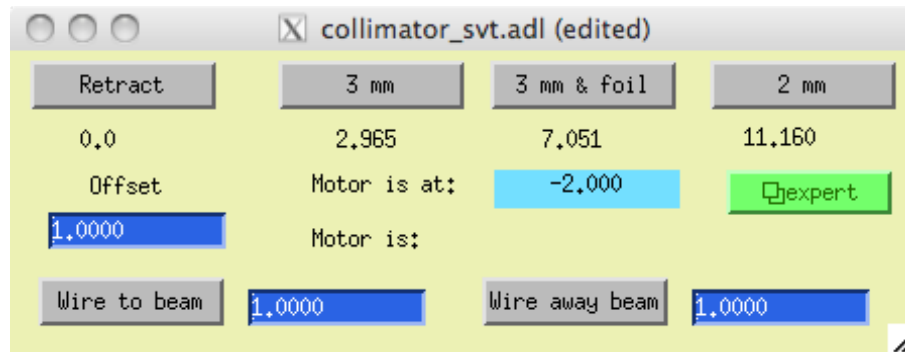 collimator_svt.adl (edited)
Retract 3 mm 3 mm & foil 2 mm
0.0 2.965 7.051 11.160
Offset Motor is at: -2.000 expert
1.0000 Motor is:
Wire to beam 1.0000 Wire away beam 1.0000